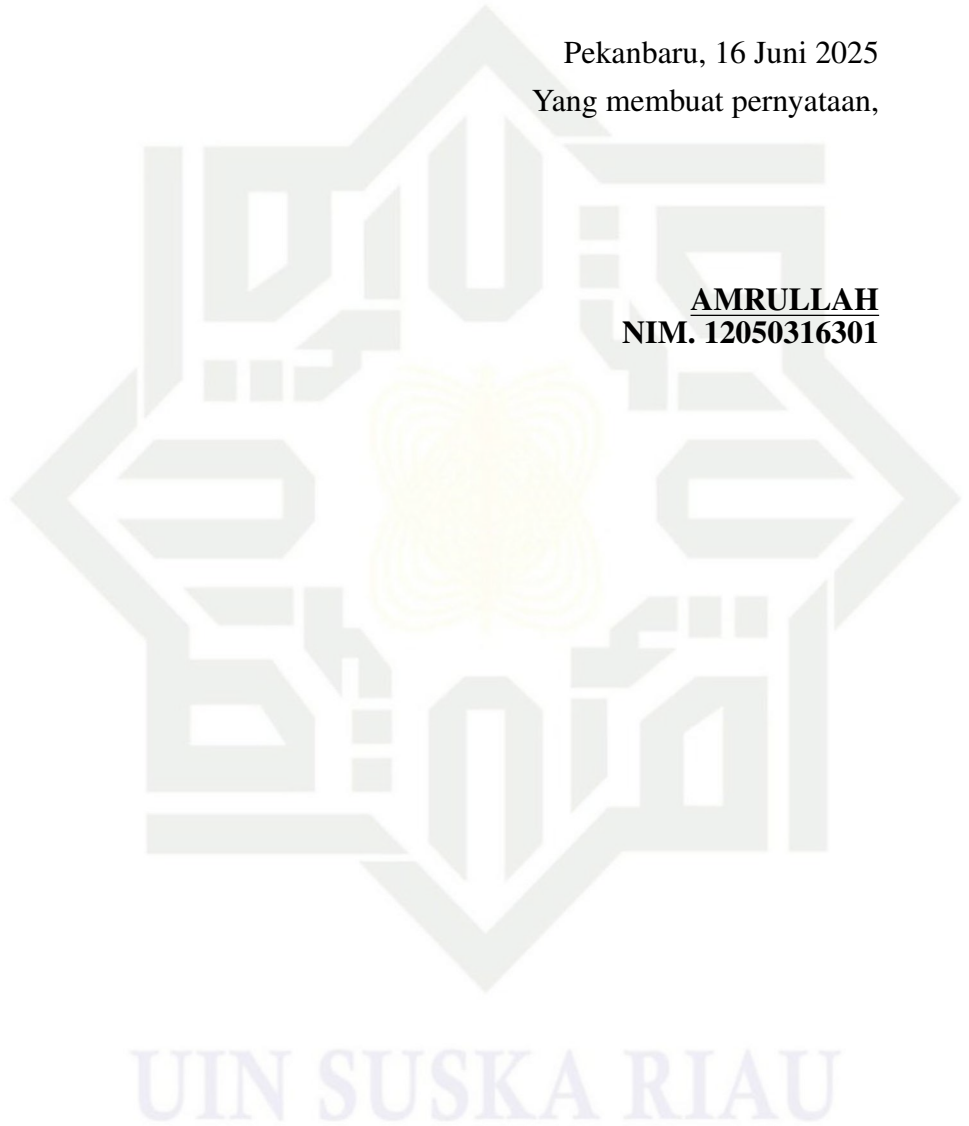 Pekanbaru, 16 Juni 2025
Yang membuat pernyataan,
AMRULLAH
NIM. 12050316301
UIN SUSKA RIAU